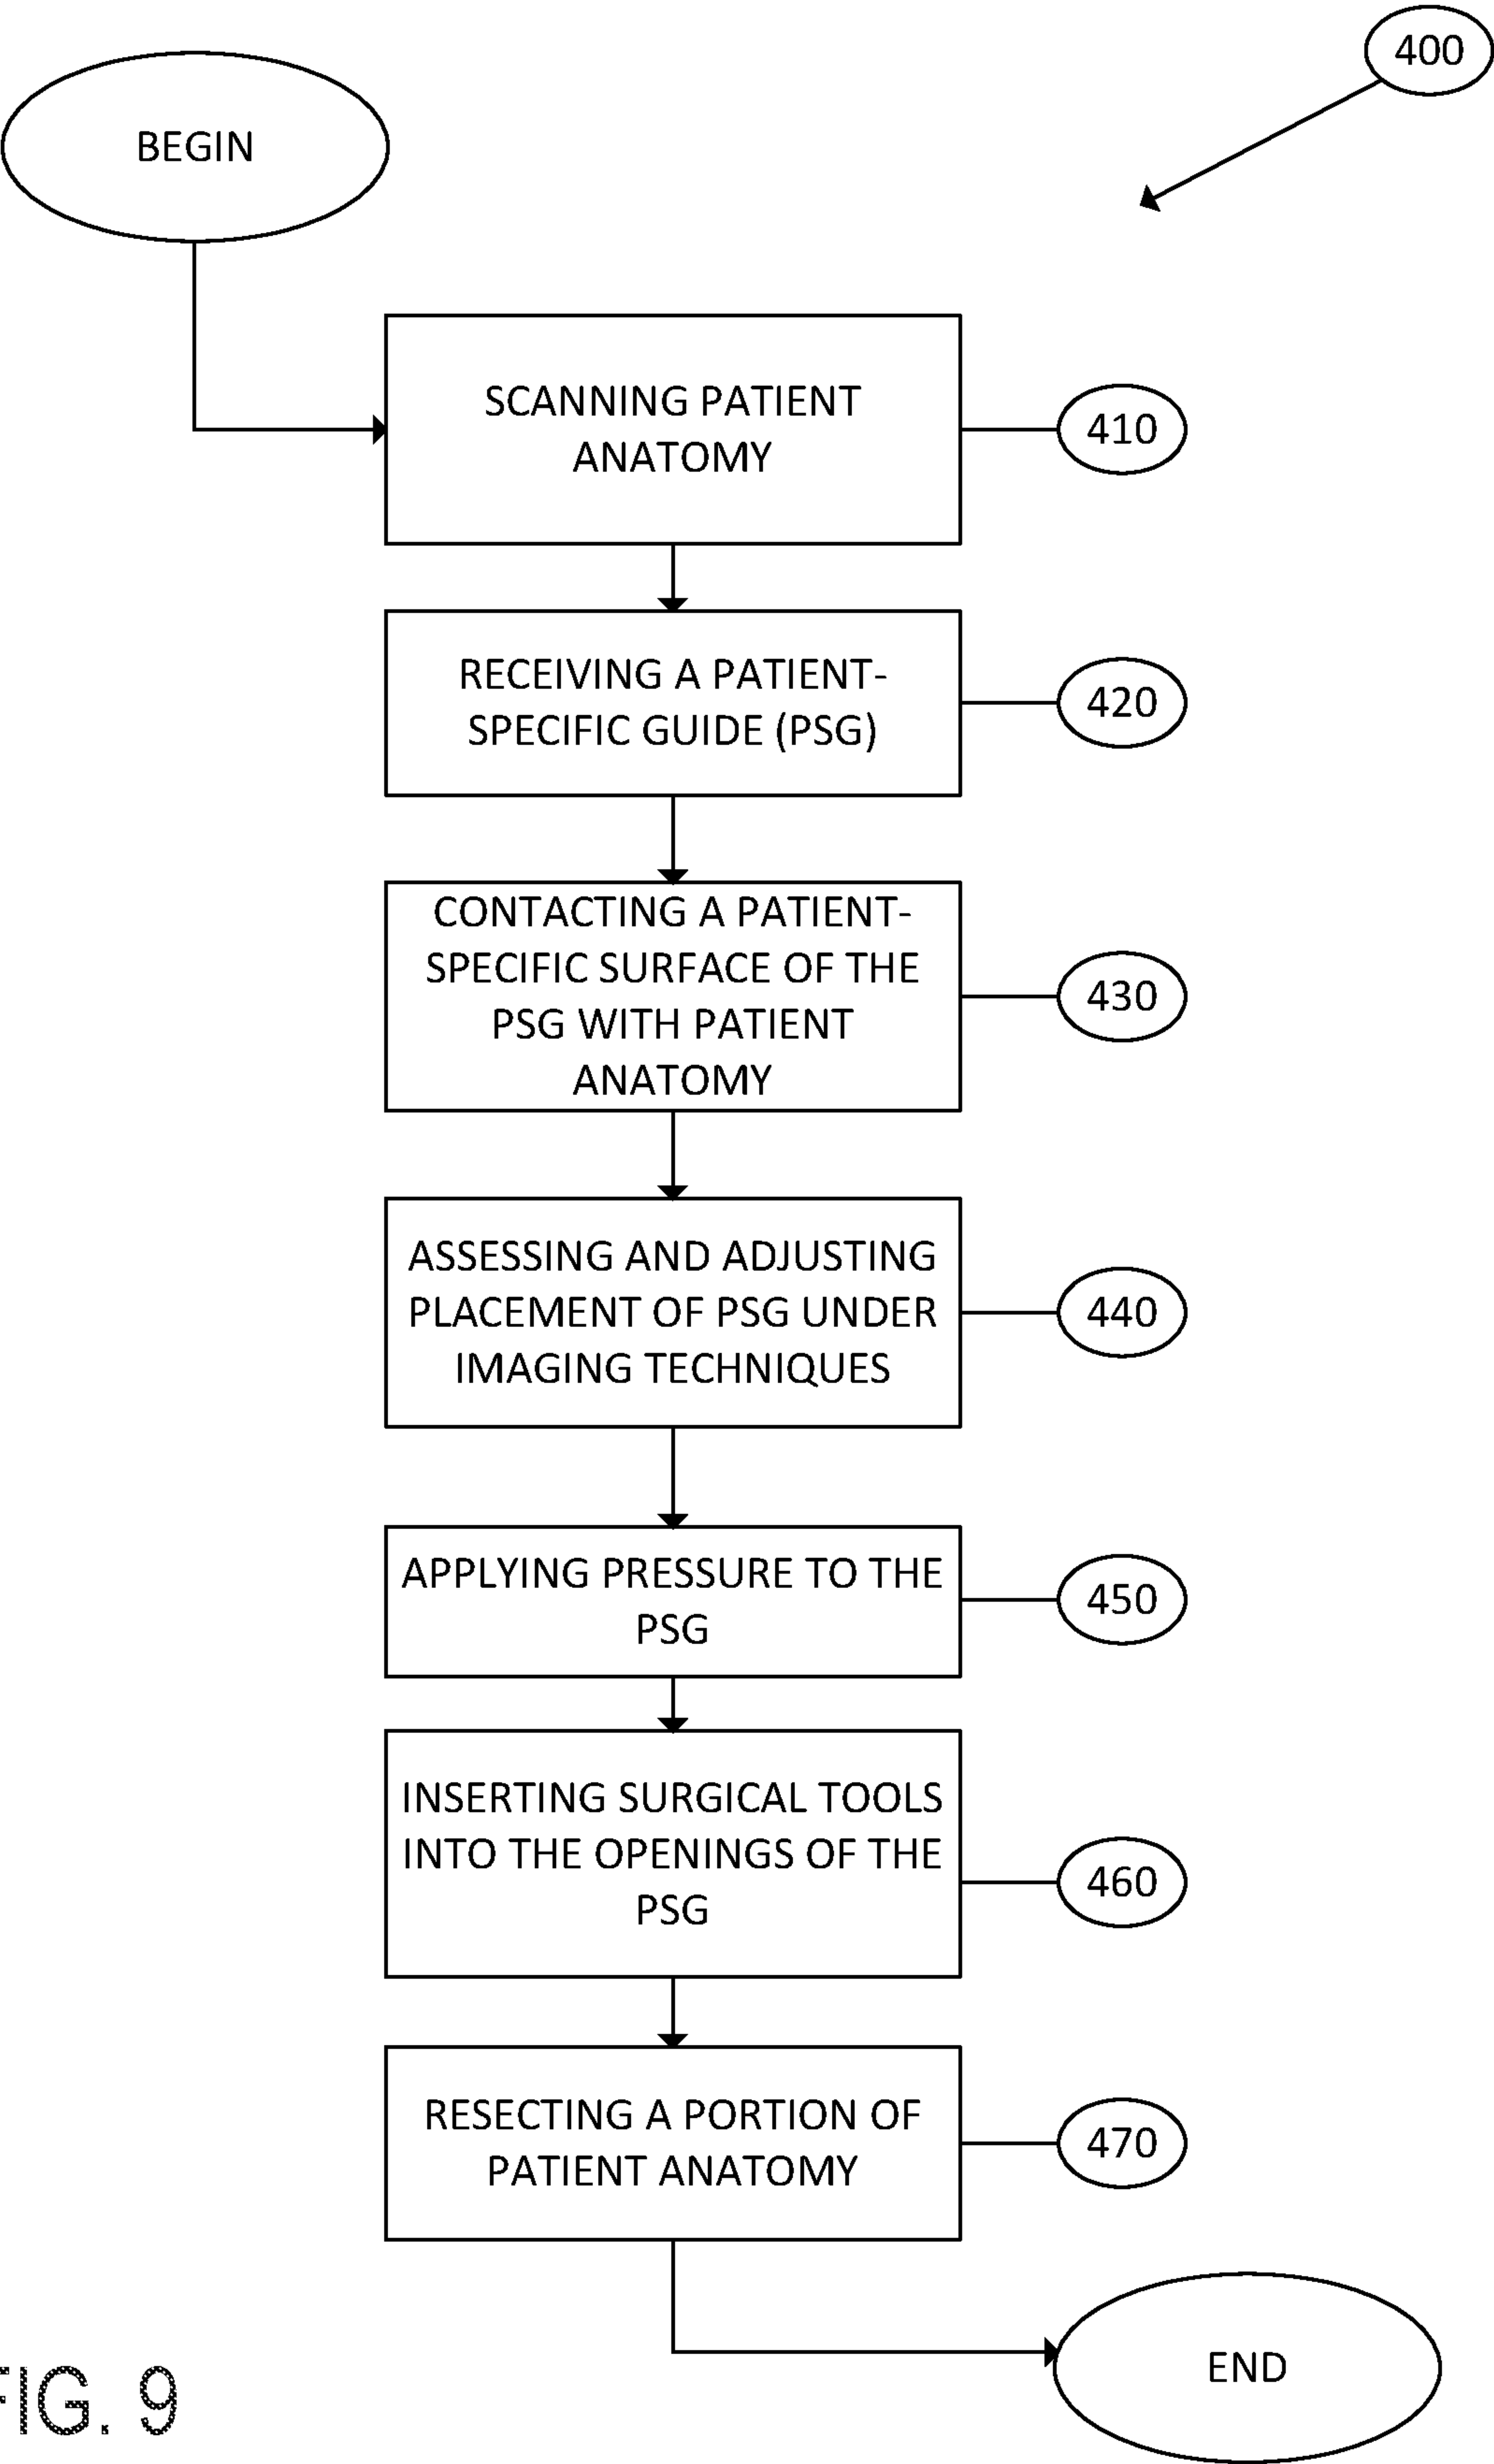 400
BEGIN
SCANNING PATIENT
ANATOMY
410
RECEIVING A PATIENT-
SPECIFIC GUIDE (PSG)
420
CONTACTING A PATIENT-
SPECIFIC SURFACE OF THE
PSG WITH PATIENT
ANATOMY
430
ASSESSING AND ADJUSTING
PLACEMENT OF PSG UNDER
IMAGING TECHNIQUES
440
APPLYING PRESSURE TO THE
PSG
450
INSERTING SURGICAL TOOLS
INTO THE OPENINGS OF THE
PSG
460
RESECTING A PORTION OF
PATIENT ANATOMY
470
END
FIG. 9